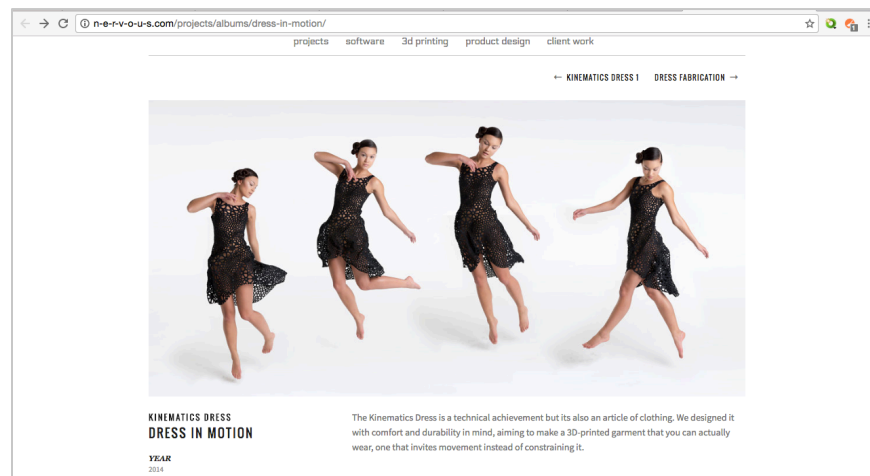 n-e-r-v-o-u-s.com/projects/albums/dress-in-motion/
projects software 3d printing product design client work
← KINEMATICS DRESS 1 DRESS FABRICATION →
KINEMATICS DRESS
DRESS IN MOTION
YEAR
2014
The Kinematics Dress is a technical achievement but its also an article of clothing. We designed it
with comfort and durability in mind, aiming to make a 3D-printed garment that you can actually
wear, one that invites movement instead of constraining it.